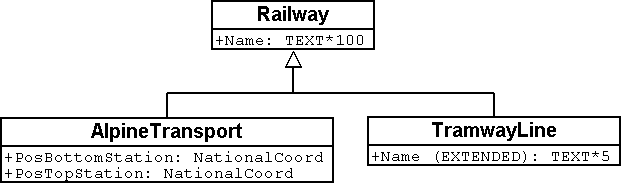 Railway
+Name: TEXT*100
AlpineTransport
+PosBottomStation: NationalCoord
+PosTopStation: NationalCoord
TramwayLine
+Name (EXTENDED): TEXT*5